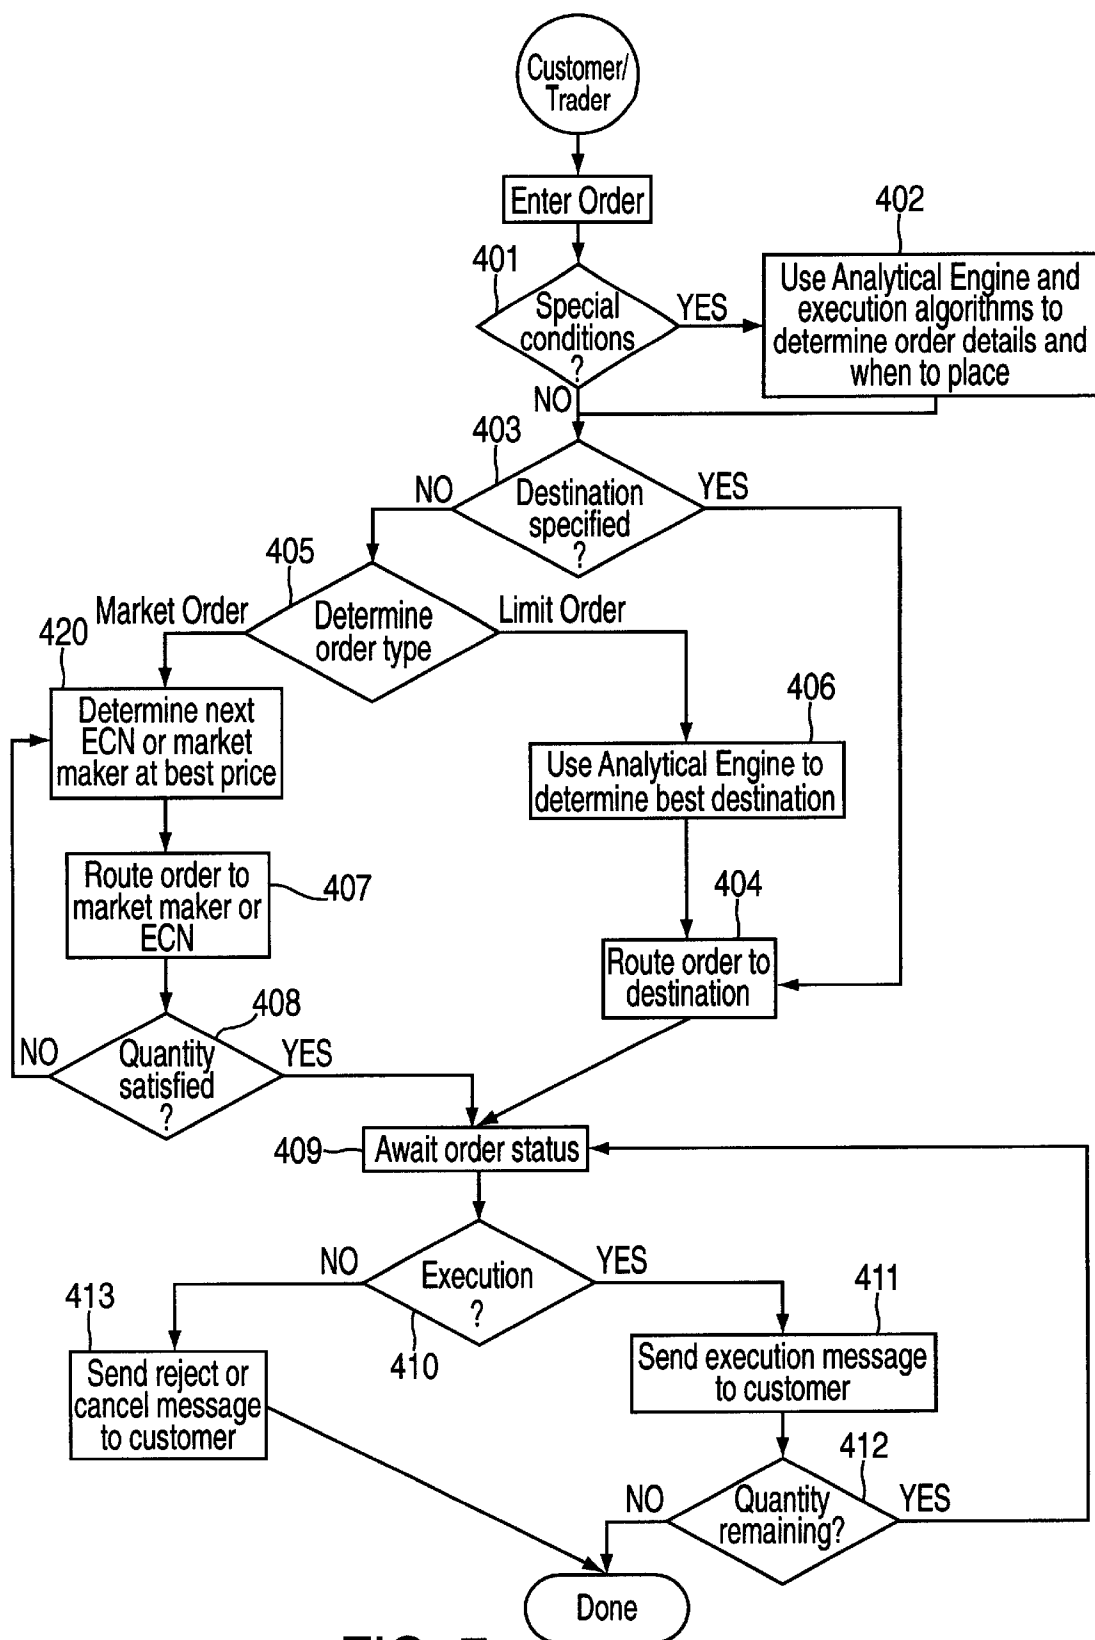 Customer/
Trader
Enter Order
402
401
Special
conditions
?
YES
Use Analytical Engine and
execution algorithms to
determine order details and
when to place
NO
403
NO
Destination
specified
?
YES
405
Market Order
Determine
order type
Limit Order
420
Determine next
ECN or market
maker at best price
406
Use Analytical Engine to
determine best destination
Route order to
market maker or
ECN
407
404
Route order to
destination
408
NO
Quantity
satisfied
?
YES
409
Await order status
NO
Execution
?
YES
410
413
Send reject or
cancel message
to customer
411
Send execution message
to customer
412
NO
Quantity
remaining?
YES
Done